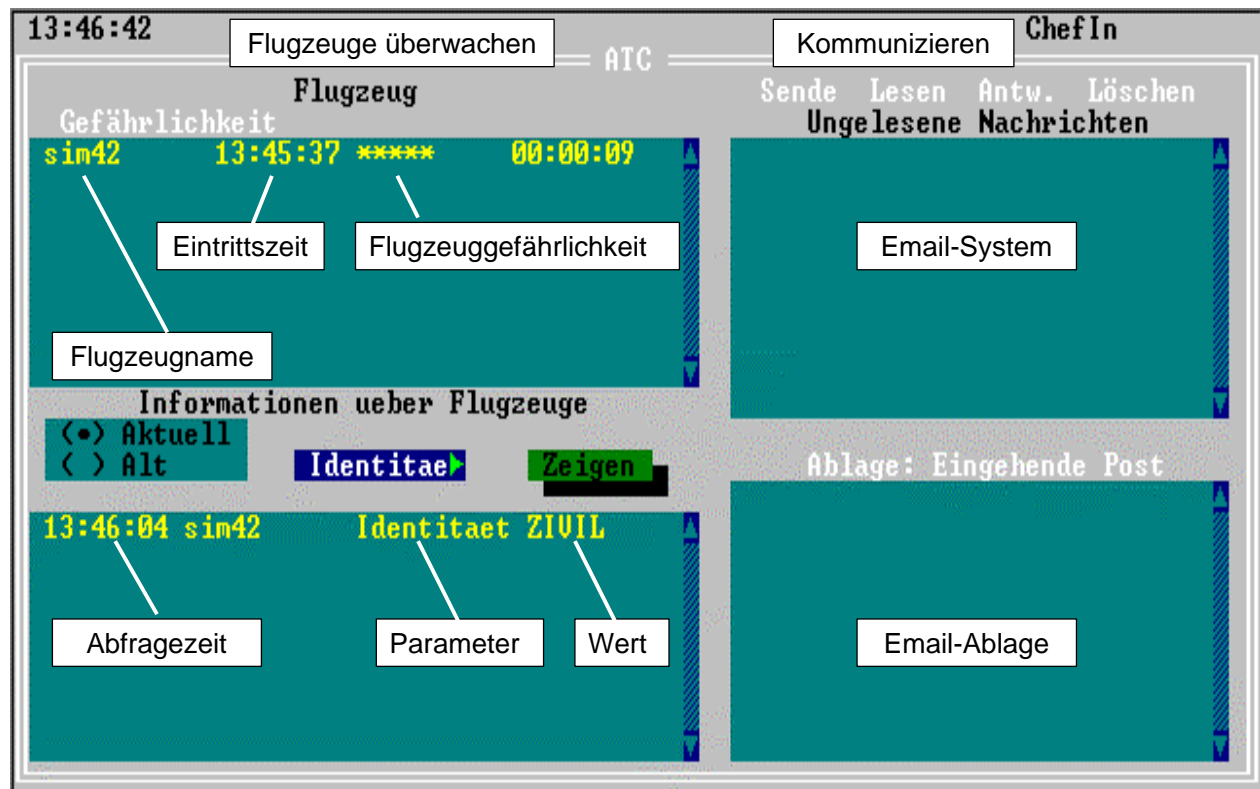 13:46:42
Flugzeuge überwachen
Kommunizieren
ChefIn
ATC
Flugzeug
Gefährlichkeit
sim42 13:45:37 ***** 00:00:09
Eintrittszeit
Flugzeuggefährlichkeit
Flugzeugname
Informationen ueber Flugzeuge
(•) Aktuell
( ) Alt
Identitae
Zeigen
13:46:04 sim42 Identitaet ZIVIL
Abfragezeit
Parameter
Wert
Sende Lesen Antw. Löschen
Ungelesene Nachrichten
Email-System
Ablage: Eingehende Post
Email-Ablage